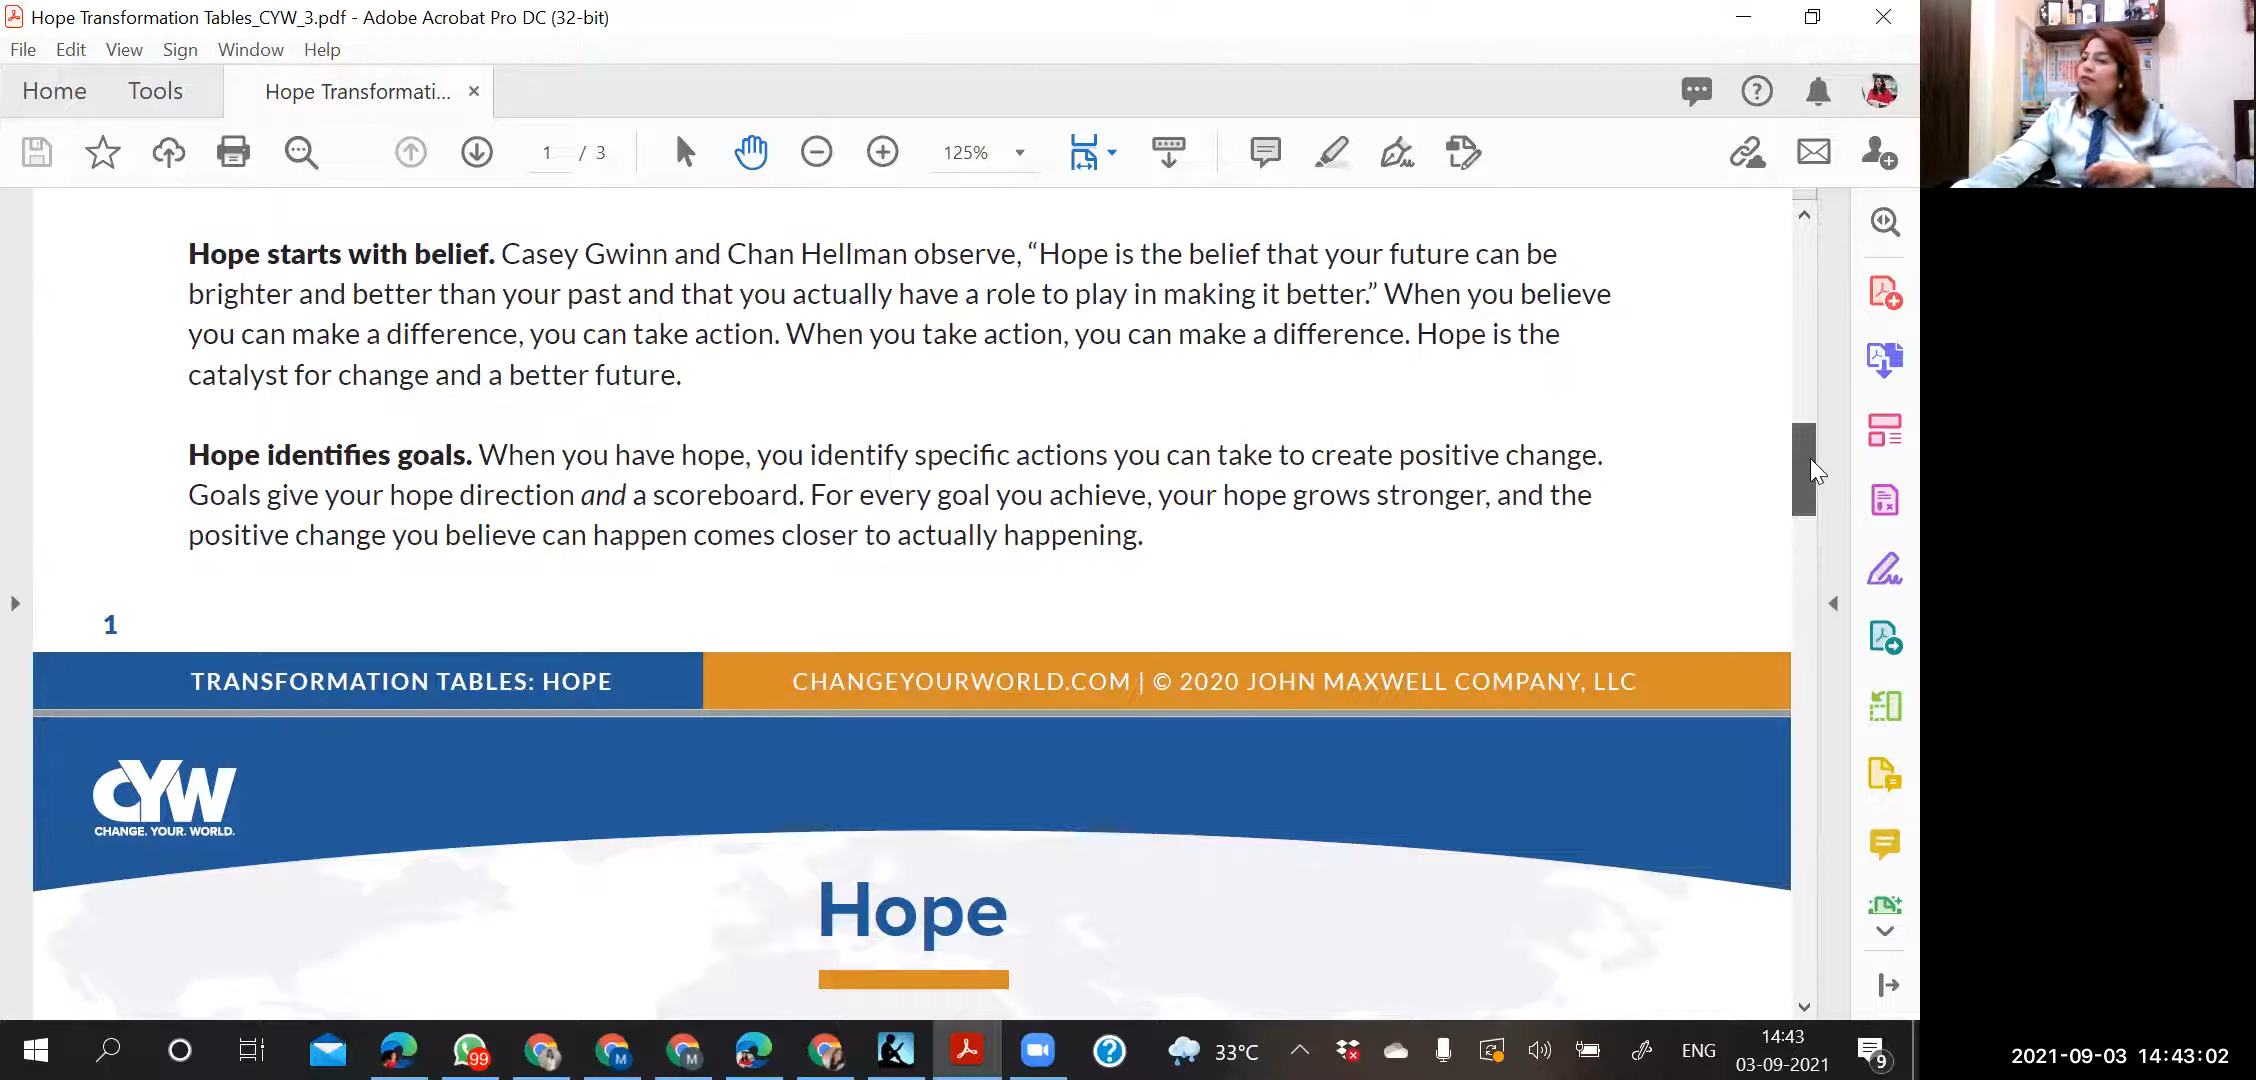 Hope Transformation Tables_CYW_3.pdf - Adobe Acrobat Pro DC (32-bit)
File Edit View Sign Window Help
Home Tools Hope Transformati... ×
1 / 3 125%
Hope starts with belief. Casey Gwinn and Chan Hellman observe, “Hope is the belief that your future can be
brighter and better than your past and that you actually have a role to play in making it better.” When you believe
you can make a difference, you can take action. When you take action, you can make a difference. Hope is the
catalyst for change and a better future.
Hope identifies goals. When you have hope, you identify specific actions you can take to create positive change.
Goals give your hope direction and a scoreboard. For every goal you achieve, your hope grows stronger, and the
positive change you believe can happen comes closer to actually happening.
1
TRANSFORMATION TABLES: HOPE CHANGEYOURWORLD.COM | © 2020 JOHN MAXWELL COMPANY, LLC
CYW
CHANGE. YOUR. WORLD.
Hope
99 M M 33°C ENG 14:43
03-09-2021 9
2021-09-03 14:43:02